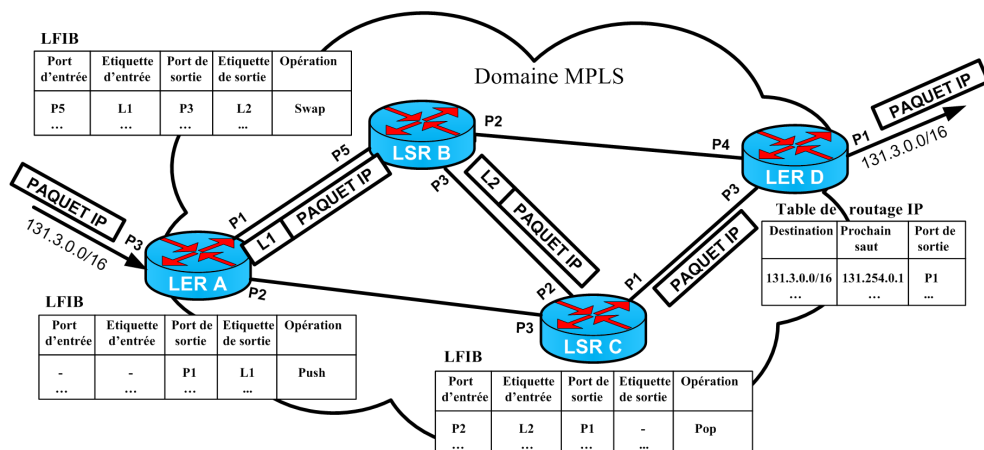 LFIB
Port d'entrée Etiquette d'entrée Port de sortie Etiquette de sortie Opération
P5 L1 P3 L2 Swap
… … … ...
Domaine MPLS
PAQUET IP
P1
131.3.0.0/16
LSR B
P2
P5
P3
P4
LER D
P3
L1 PAQUET IP
L2 PAQUET IP
PAQUET IP
PAQUET IP
131.3.0.0/16
P3
P1
LER A
P2
P2
P1
P3
LSR C
Table de routage IP
Destination Prochain saut Port de sortie
131.3.0.0/16 131.254.0.1 P1
… … ...
LFIB
Port d'entrée Etiquette d'entrée Port de sortie Etiquette de sortie Opération
- - P1 L1 Push
… … … ...
LFIB
Port d'entrée Etiquette d'entrée Port de sortie Etiquette de sortie Opération
P2 L2 P1 - Pop
… … … ...